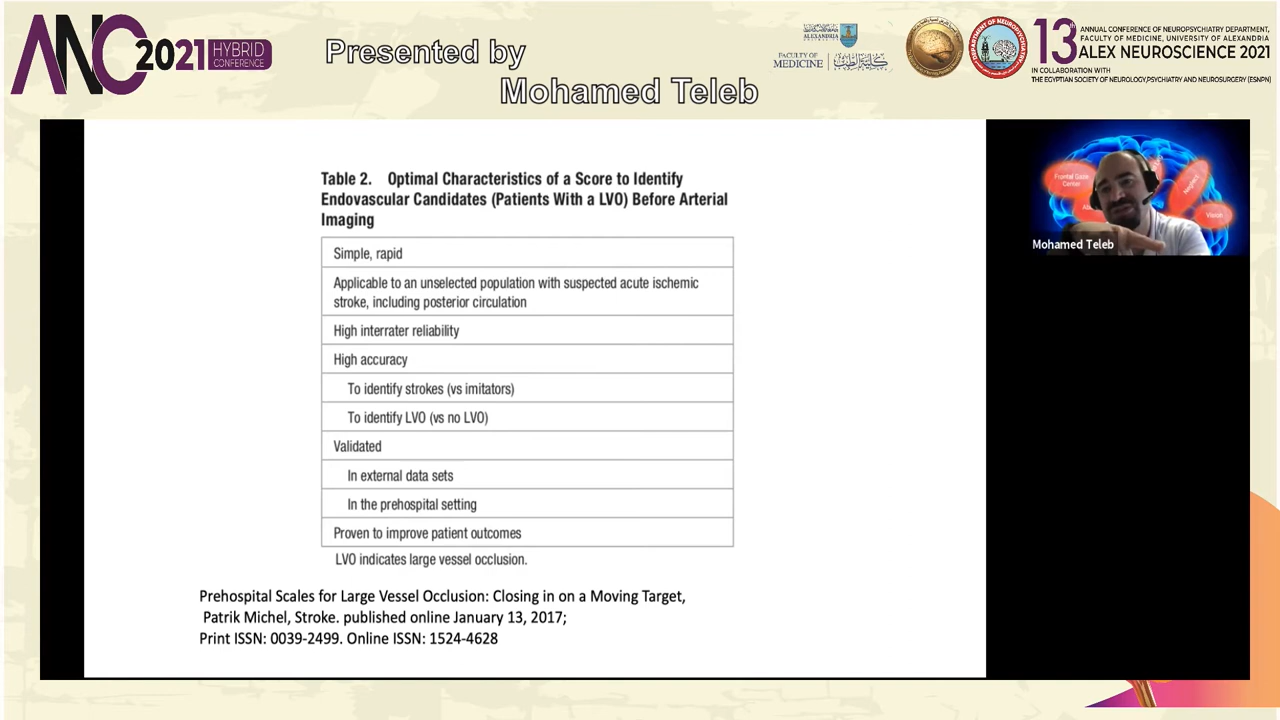 ANC 2021 HYBRID CONFERENCE
Presented by
Mohamed Teleb
FACULTY OF MEDICINE
كلية الطب
13th ANNUAL CONFERENCE OF NEUROPSYCHIATRY DEPARTMENT,
FACULTY OF MEDICINE, UNIVERSITY OF ALEXANDRIA
ALEX NEUROSCIENCE 2021
IN COLLABORATION WITH
THE EGYPTIAN SOCIETY OF NEUROLOGY,PSYCHIATRY AND NEUROSURGERY (ESNPN)
Table 2. Optimal Characteristics of a Score to Identify
Endovascular Candidates (Patients With a LVO) Before Arterial
Imaging
Simple, rapid
Applicable to an unselected population with suspected acute ischemic
stroke, including posterior circulation
High interrater reliability
High accuracy
To identify strokes (vs imitators)
To identify LVO (vs no LVO)
Validated
In external data sets
In the prehospital setting
Proven to improve patient outcomes
LVO indicates large vessel occlusion.
Prehospital Scales for Large Vessel Occlusion: Closing in on a Moving Target,
Patrik Michel, Stroke. published online January 13, 2017;
Print ISSN: 0039-2499. Online ISSN: 1524-4628
Frontal Gaze
Center
Neglect
Vision
Mohamed Teleb